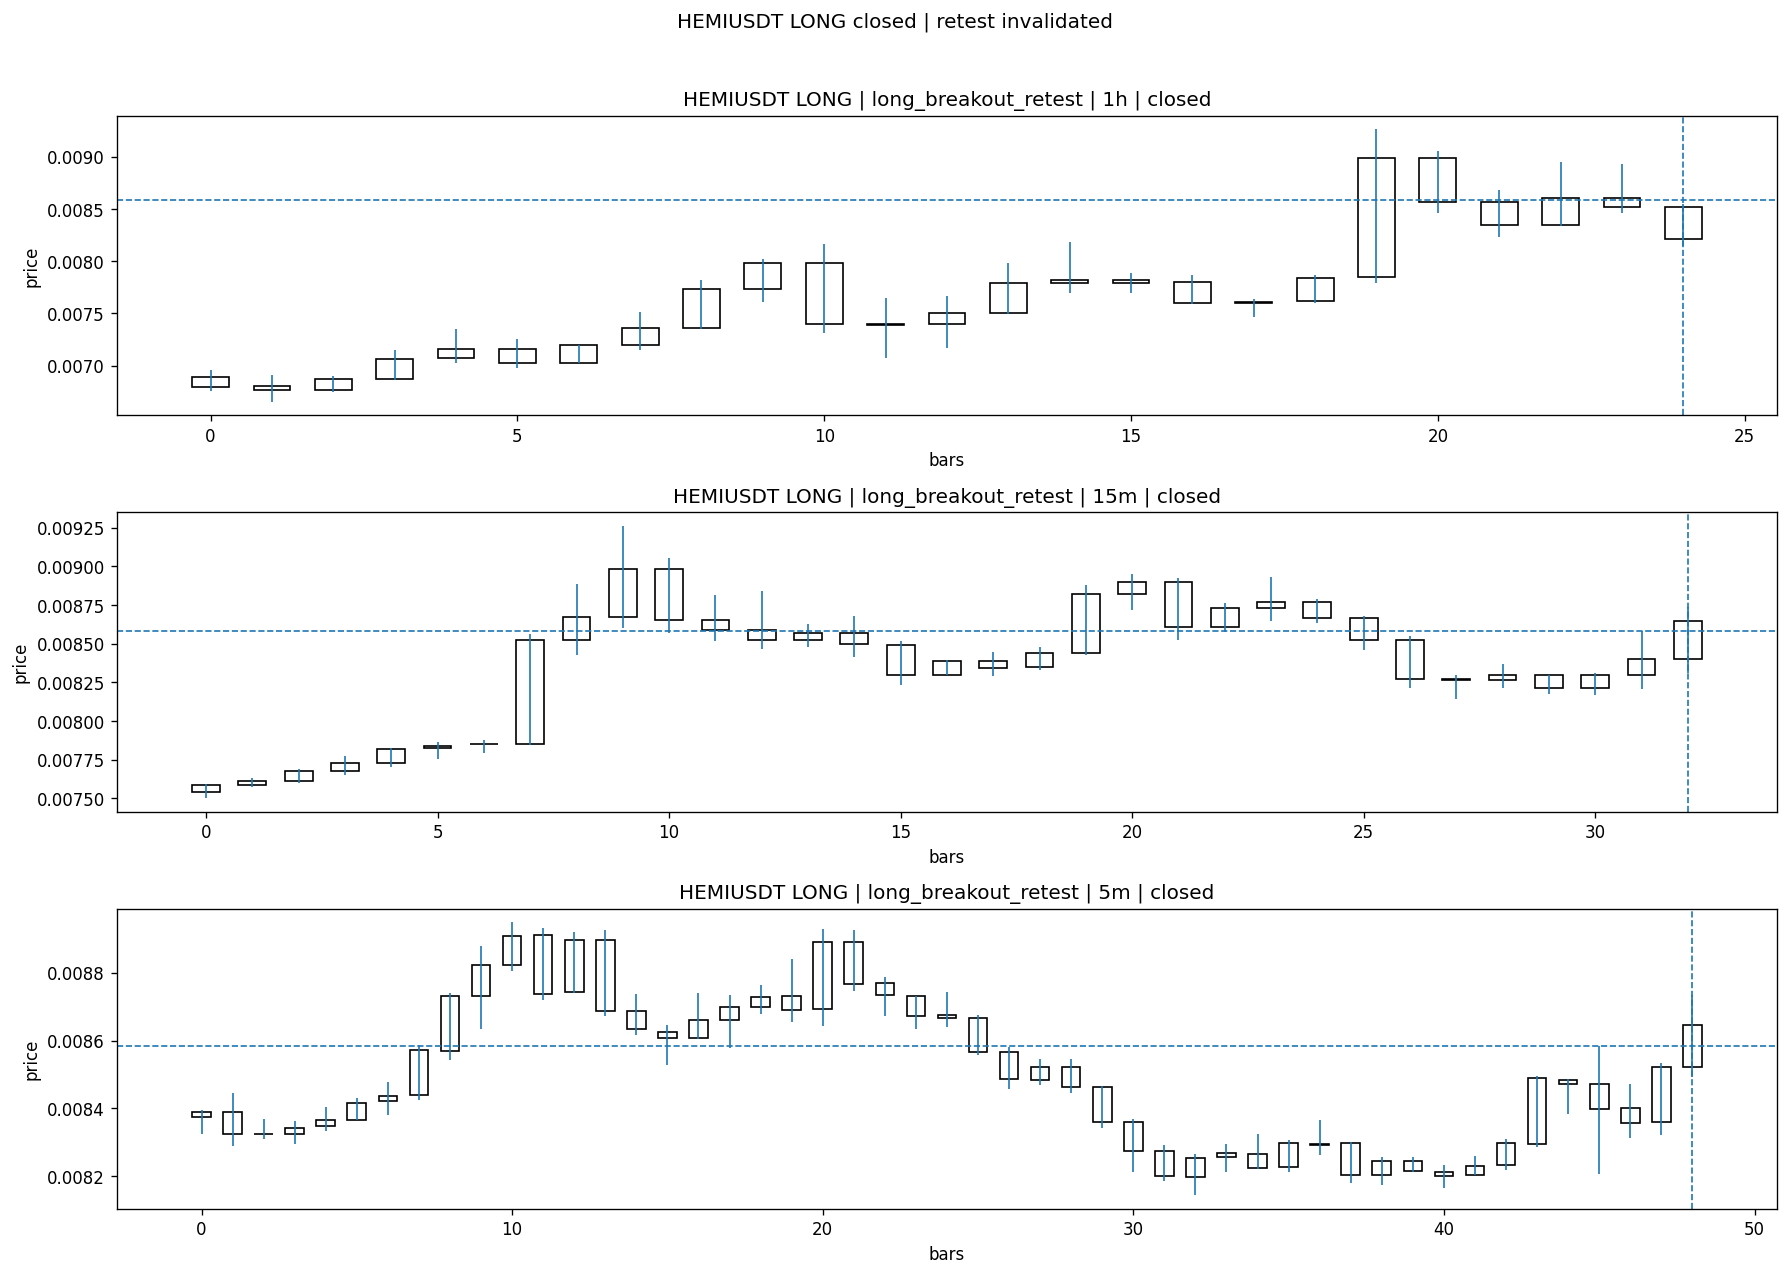 HEMIUSDT LONG closed | retest invalidated
HEMIUSDT LONG | long_breakout_retest | 1h | closed
price
0.0090
0.0085
0.0080
0.0075
0.0070
0 5 10 15 20 25
bars
HEMIUSDT LONG | long_breakout_retest | 15m | closed
price
0.00925
0.00900
0.00875
0.00850
0.00825
0.00800
0.00775
0.00750
0 5 10 15 20 25 30
bars
HEMIUSDT LONG | long_breakout_retest | 5m | closed
price
0.0088
0.0086
0.0084
0.0082
0 10 20 30 40 50
bars